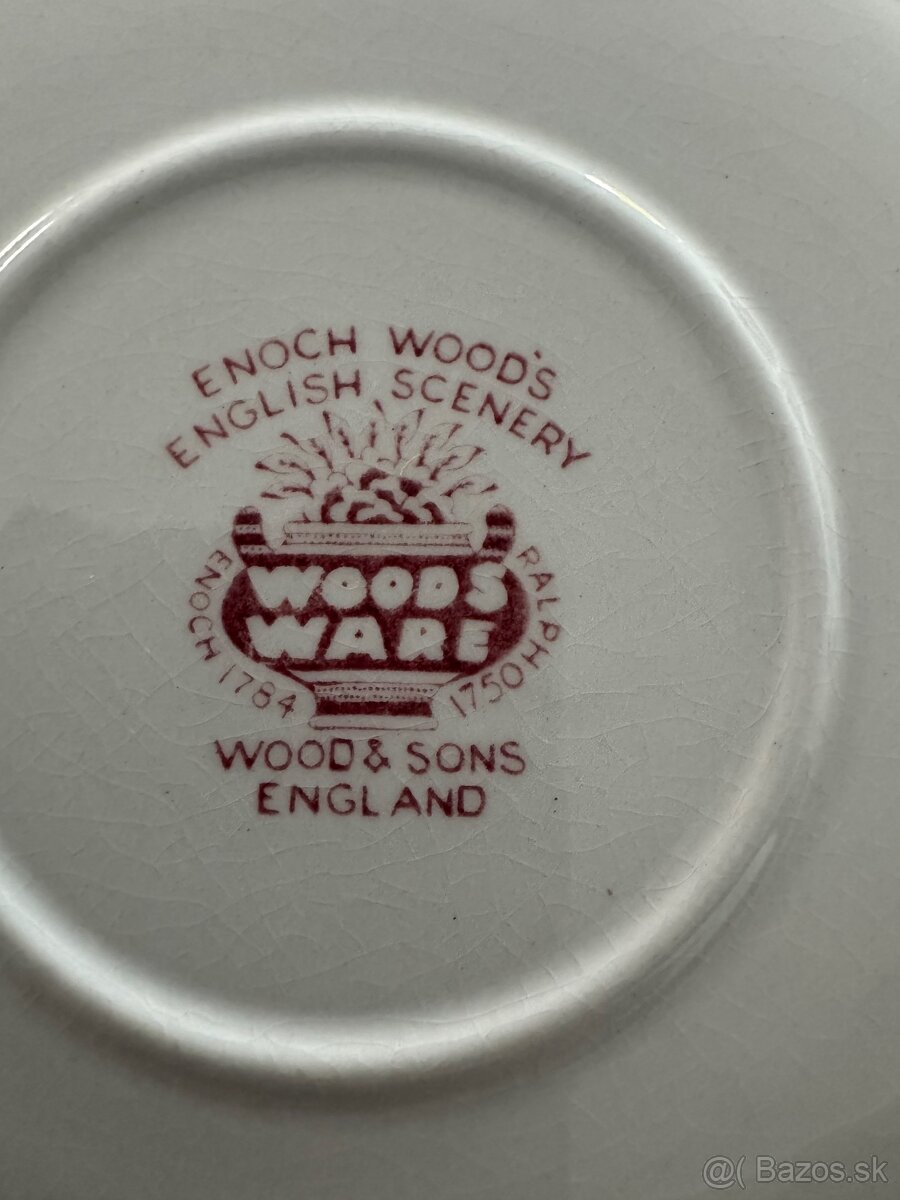 ENOCH WOOD'S
ENGLISH SCENERY
WOODS
WARE
ENOCH 1784
RALPH 1750
WOOD & SONS
ENGLAND
@( Bazos.sk